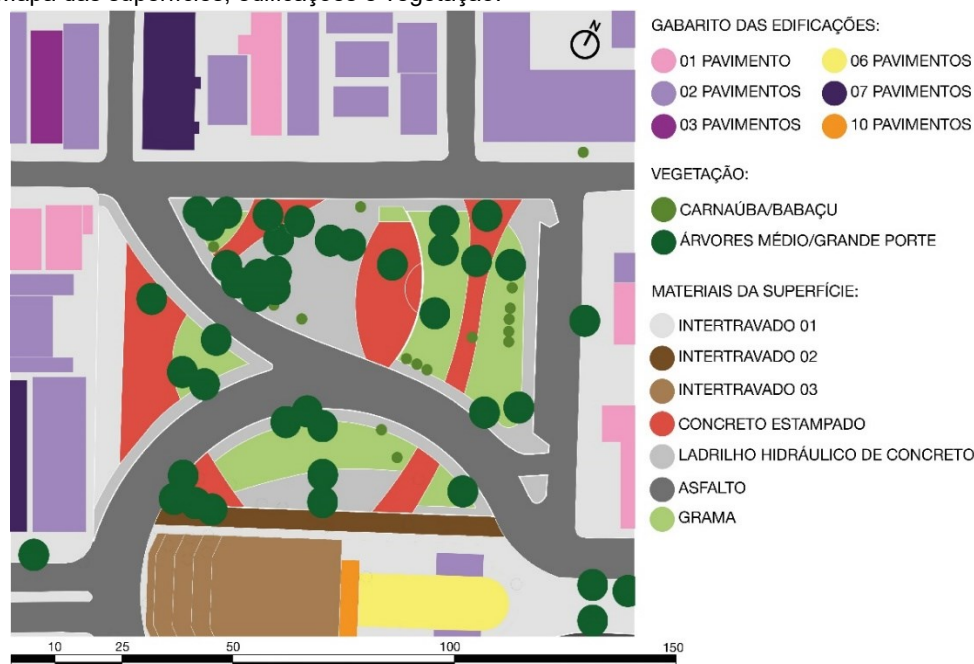 mapa das superfícies, edificações e vegetação.
N
GABARITO DAS EDIFICAÇÕES:
01 PAVIMENTO 06 PAVIMENTOS
02 PAVIMENTOS 07 PAVIMENTOS
03 PAVIMENTOS 10 PAVIMENTOS
VEGETAÇÃO:
CARNAÚBA/BABAÇU
ÁRVORES MÉDIO/GRANDE PORTE
MATERIAIS DA SUPERFÍCIE:
INTERTRAVADO 01
INTERTRAVADO 02
INTERTRAVADO 03
CONCRETO ESTAMPADO
LADRILHO HIDRÁULICO DE CONCRETO
ASFALTO
GRAMA
10 25 50 100 150